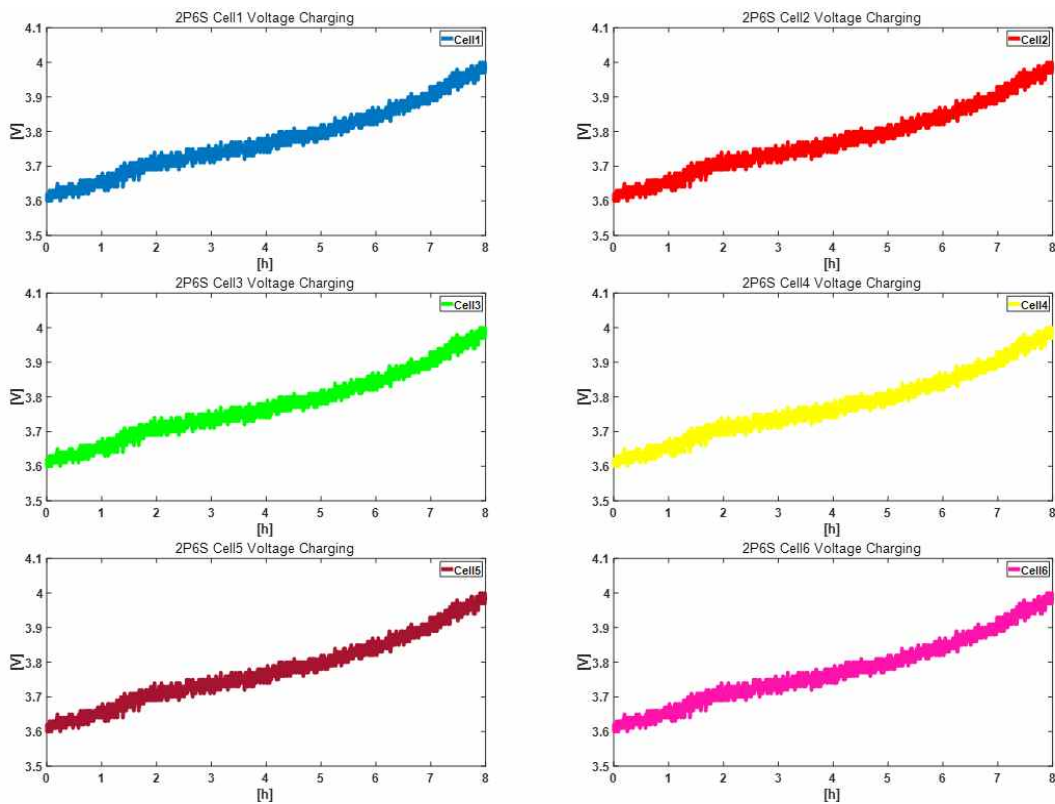 2P6S Cell1 Voltage Charging
4.1
4
3.9
3.8
3.7
3.6
3.5
[V]
Cell1
0 1 2 3 4 5 6 7 8
[h]
2P6S Cell2 Voltage Charging
4.1
4
3.9
3.8
3.7
3.6
3.5
[V]
Cell2
0 1 2 3 4 5 6 7 8
[h]
2P6S Cell3 Voltage Charging
4.1
4
3.9
3.8
3.7
3.6
3.5
[V]
Cell3
0 1 2 3 4 5 6 7 8
[h]
2P6S Cell4 Voltage Charging
4.1
4
3.9
3.8
3.7
3.6
3.5
[V]
Cell4
0 1 2 3 4 5 6 7 8
[h]
2P6S Cell5 Voltage Charging
4.1
4
3.9
3.8
3.7
3.6
3.5
[V]
Cell5
0 1 2 3 4 5 6 7 8
[h]
2P6S Cell6 Voltage Charging
4.1
4
3.9
3.8
3.7
3.6
3.5
[V]
Cell6
0 1 2 3 4 5 6 7 8
[h]